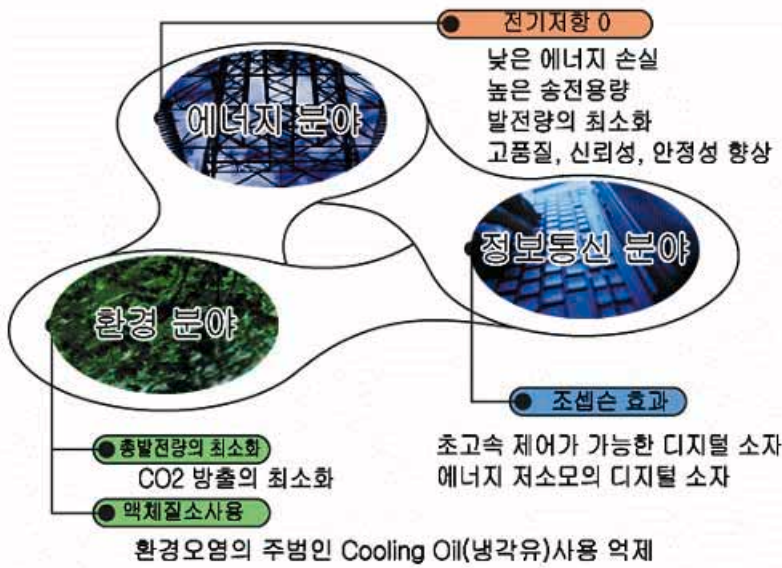 전기저항 0
낮은 에너지 손실
높은 송전용량
발전량의 최소화
고품질, 신뢰성, 안정성 향상
에너지 분야
정보통신 분야
환경 분야
조셉슨 효과
초고속 제어가 가능한 디지털 소자
에너지 저소모의 디지털 소자
총발전량의 최소화
CO2 방출의 최소화
액체질소사용
환경오염의 주범인 Cooling Oil(냉각유)사용 억제